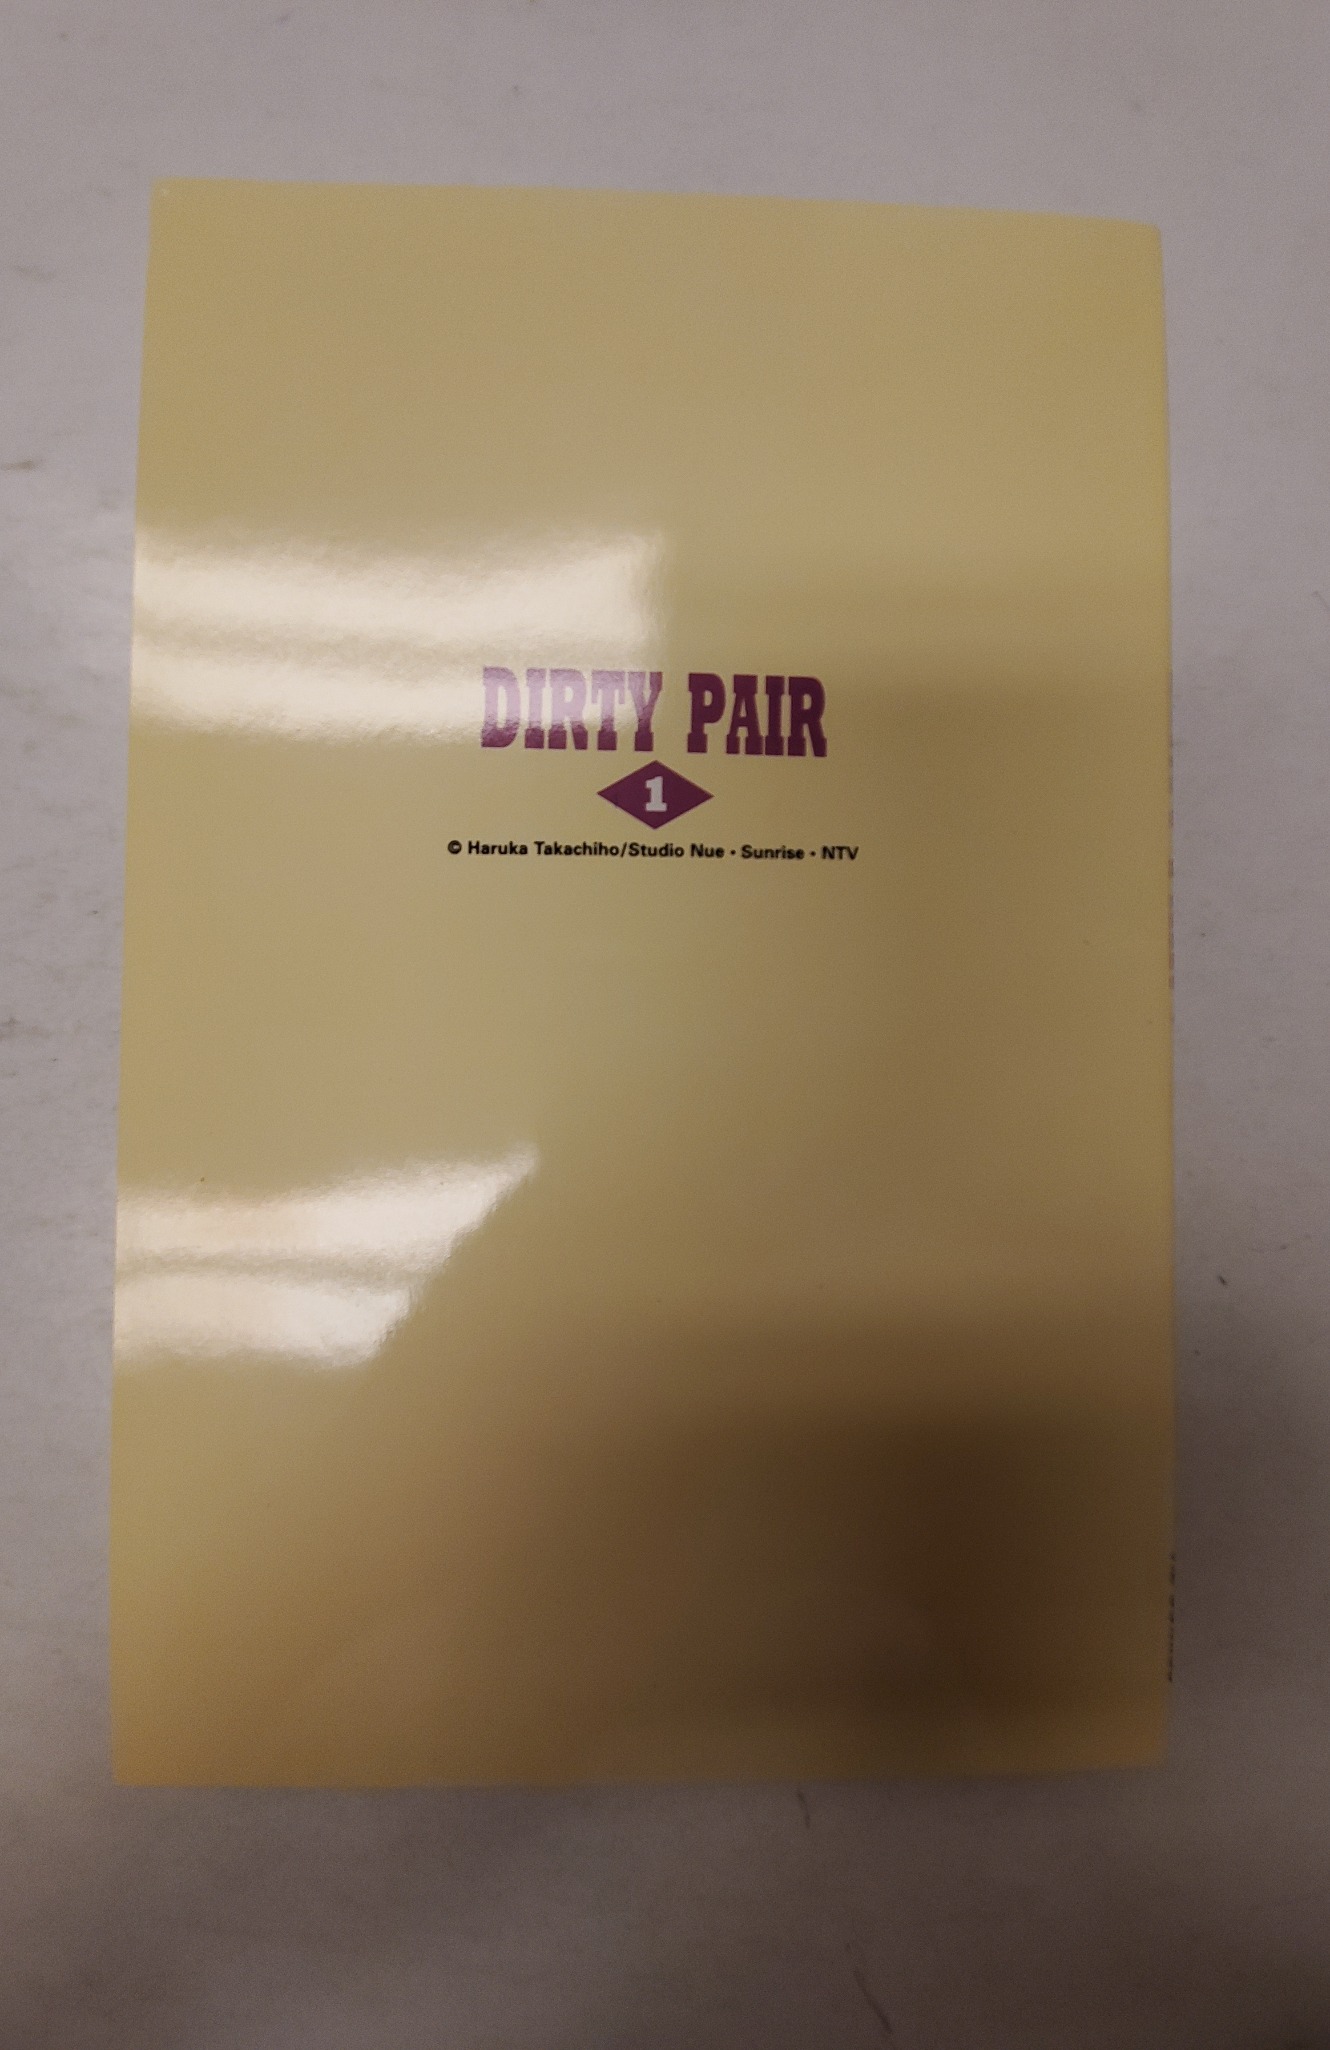 DIRTY PAIR
1
© Haruka Takachiho/Studio Nue • Sunrise • NTV